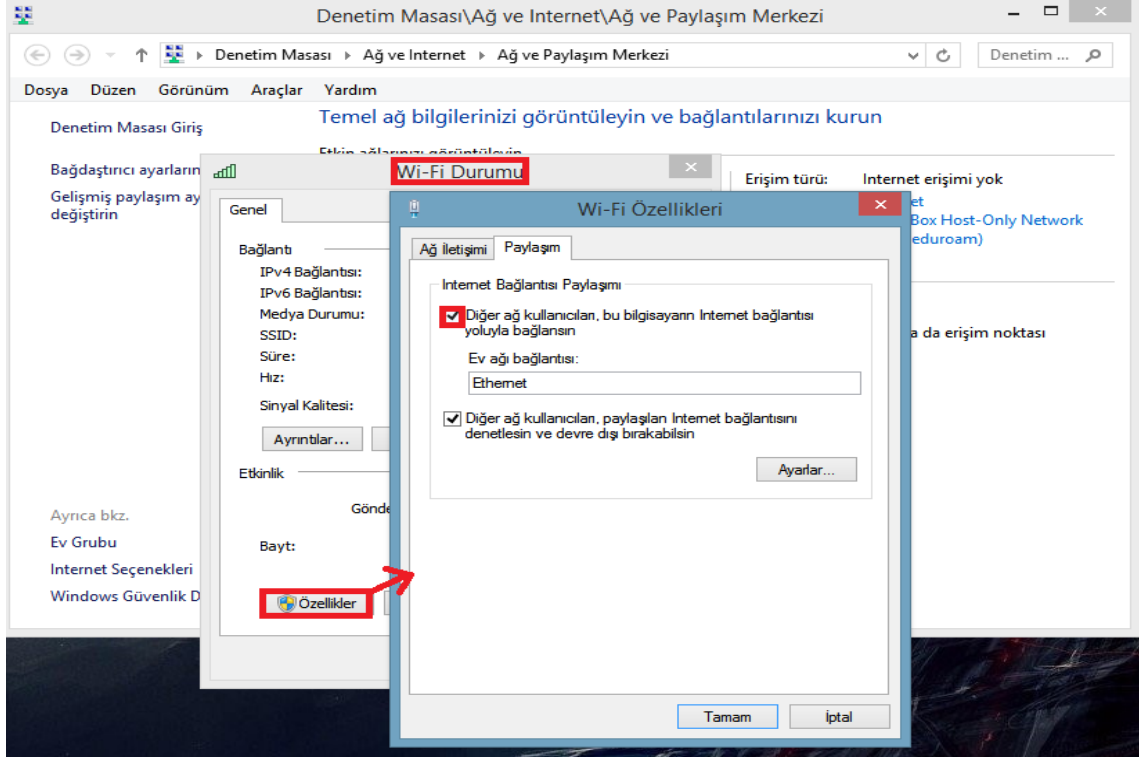 Denetim Masası\Ağ ve Internet\Ağ ve Paylaşım Merkezi
Denetim Masası ▸ Ağ ve Internet ▸ Ağ ve Paylaşım Merkezi
Denetim ...
Dosya Düzen Görünüm Araçlar Yardım
Denetim Masası Giriş
Temel ağ bilgilerinizi görüntüleyin ve bağlantılarınızı kurun
Etkin ağlarınızı görüntüleyin
Bağdaştırıcı ayarların
Gelişmiş paylaşım ay
değiştirin
Erişim türü: Internet erişimi yok
et
Box Host-Only Network
eduroam)
a da erişim noktası
Ayrıca bkz.
Ev Grubu
Internet Seçenekleri
Windows Güvenlik D
Wi-Fi Durumu
Genel
Bağlantı
IPv4 Bağlantısı:
IPv6 Bağlantısı:
Medya Durumu:
SSID:
Süre:
Hız:
Sinyal Kalitesi:
Ayrıntılar...
Etkinlik
Gönde
Bayt:
Özellikler
Wi-Fi Özellikleri
Ağ İletişimi Paylaşım
Internet Bağlantısı Paylaşımı
Diğer ağ kullanıcıları, bu bilgisayarın Internet bağlantısı
yoluyla bağlansın
Ev ağı bağlantısı:
Ethernet
Diğer ağ kullanıcıları, paylaşılan Internet bağlantısını
denetlesin ve devre dışı bırakabilsin
Ayarlar...
Tamam İptal